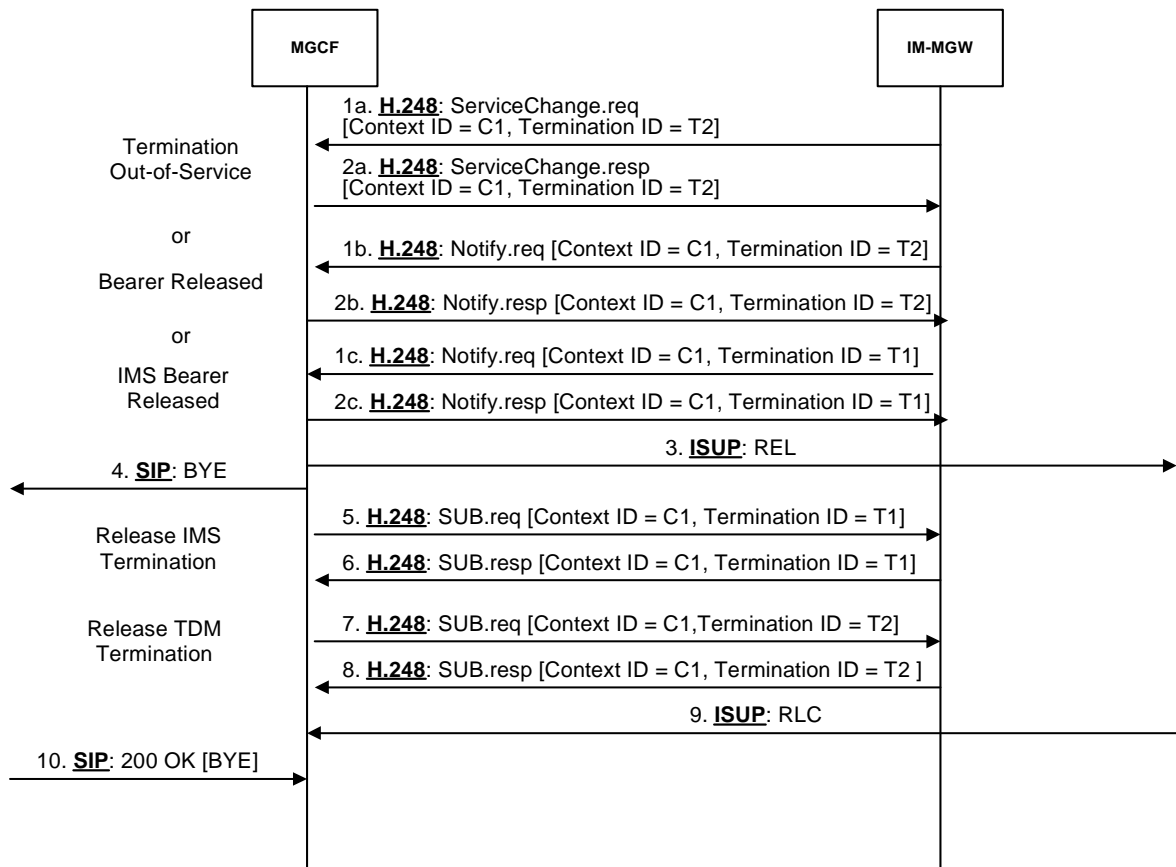 MGCF
IM-MGW
1a. H.248: ServiceChange.req
[Context ID = C1, Termination ID = T2]
Termination
Out-of-Service
2a. H.248: ServiceChange.resp
[Context ID = C1, Termination ID = T2]
or
1b. H.248: Notify.req [Context ID = C1, Termination ID = T2]
Bearer Released
2b. H.248: Notify.resp [Context ID = C1, Termination ID = T2]
or
1c. H.248: Notify.req [Context ID = C1, Termination ID = T1]
IMS Bearer
Released
2c. H.248: Notify.resp [Context ID = C1, Termination ID = T1]
3. ISUP: REL
4. SIP: BYE
5. H.248: SUB.req [Context ID = C1, Termination ID = T1]
Release IMS
Termination
6. H.248: SUB.resp [Context ID = C1, Termination ID = T1]
7. H.248: SUB.req [Context ID = C1,Termination ID = T2]
Release TDM
Termination
8. H.248: SUB.resp [Context ID = C1, Termination ID = T2 ]
9. ISUP: RLC
10. SIP: 200 OK [BYE]